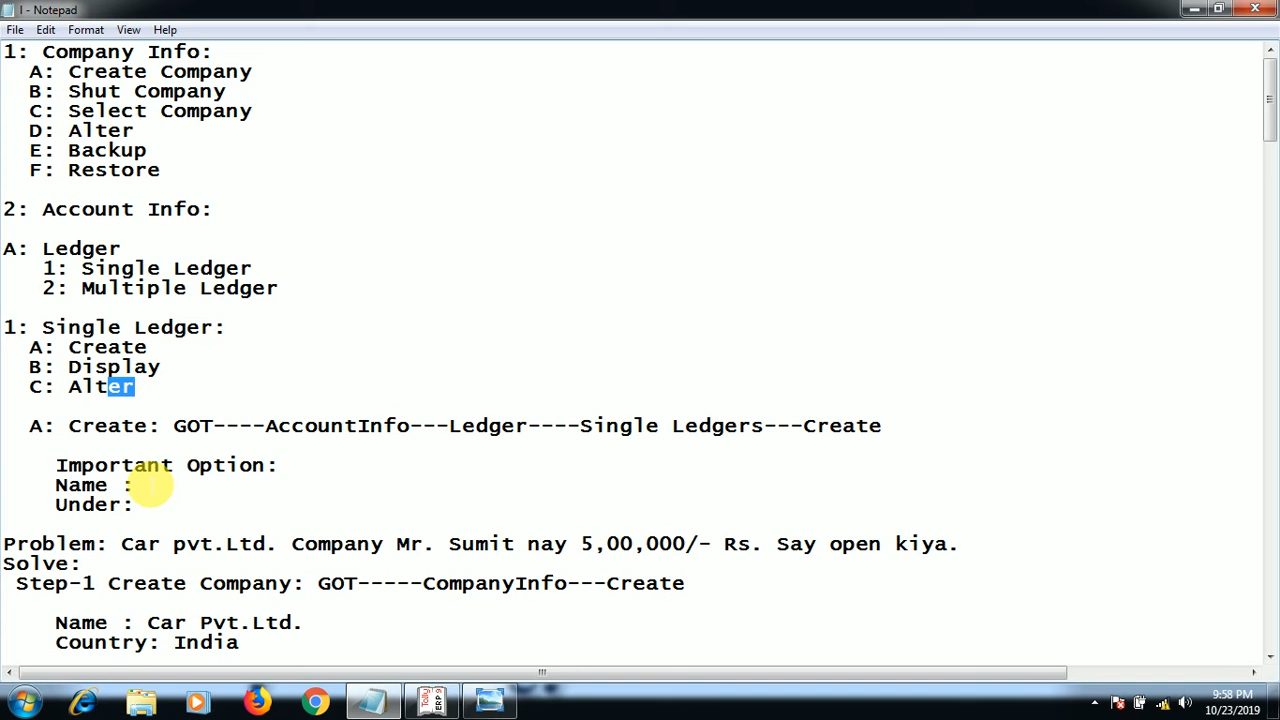 I - Notepad
File Edit Format View Help
1: Company Info:
A: Create Company
B: Shut Company
C: Select Company
D: Alter
E: Backup
F: Restore
2: Account Info:
A: Ledger
1: Single Ledger
2: Multiple Ledger
1: Single Ledger:
A: Create
B: Display
C: Alter
A: Create: GOT----AccountInfo---Ledger----Single Ledgers---Create
Important Option:
Name :
Under:
Problem: Car pvt.Ltd. Company Mr. Sumit nay 5,00,000/- Rs. Say open kiya.
Solve:
Step-1 Create Company: GOT-----CompanyInfo---Create
Name : Car Pvt.Ltd.
Country: India
Tally
ERP 9
9:58 PM
10/23/2019